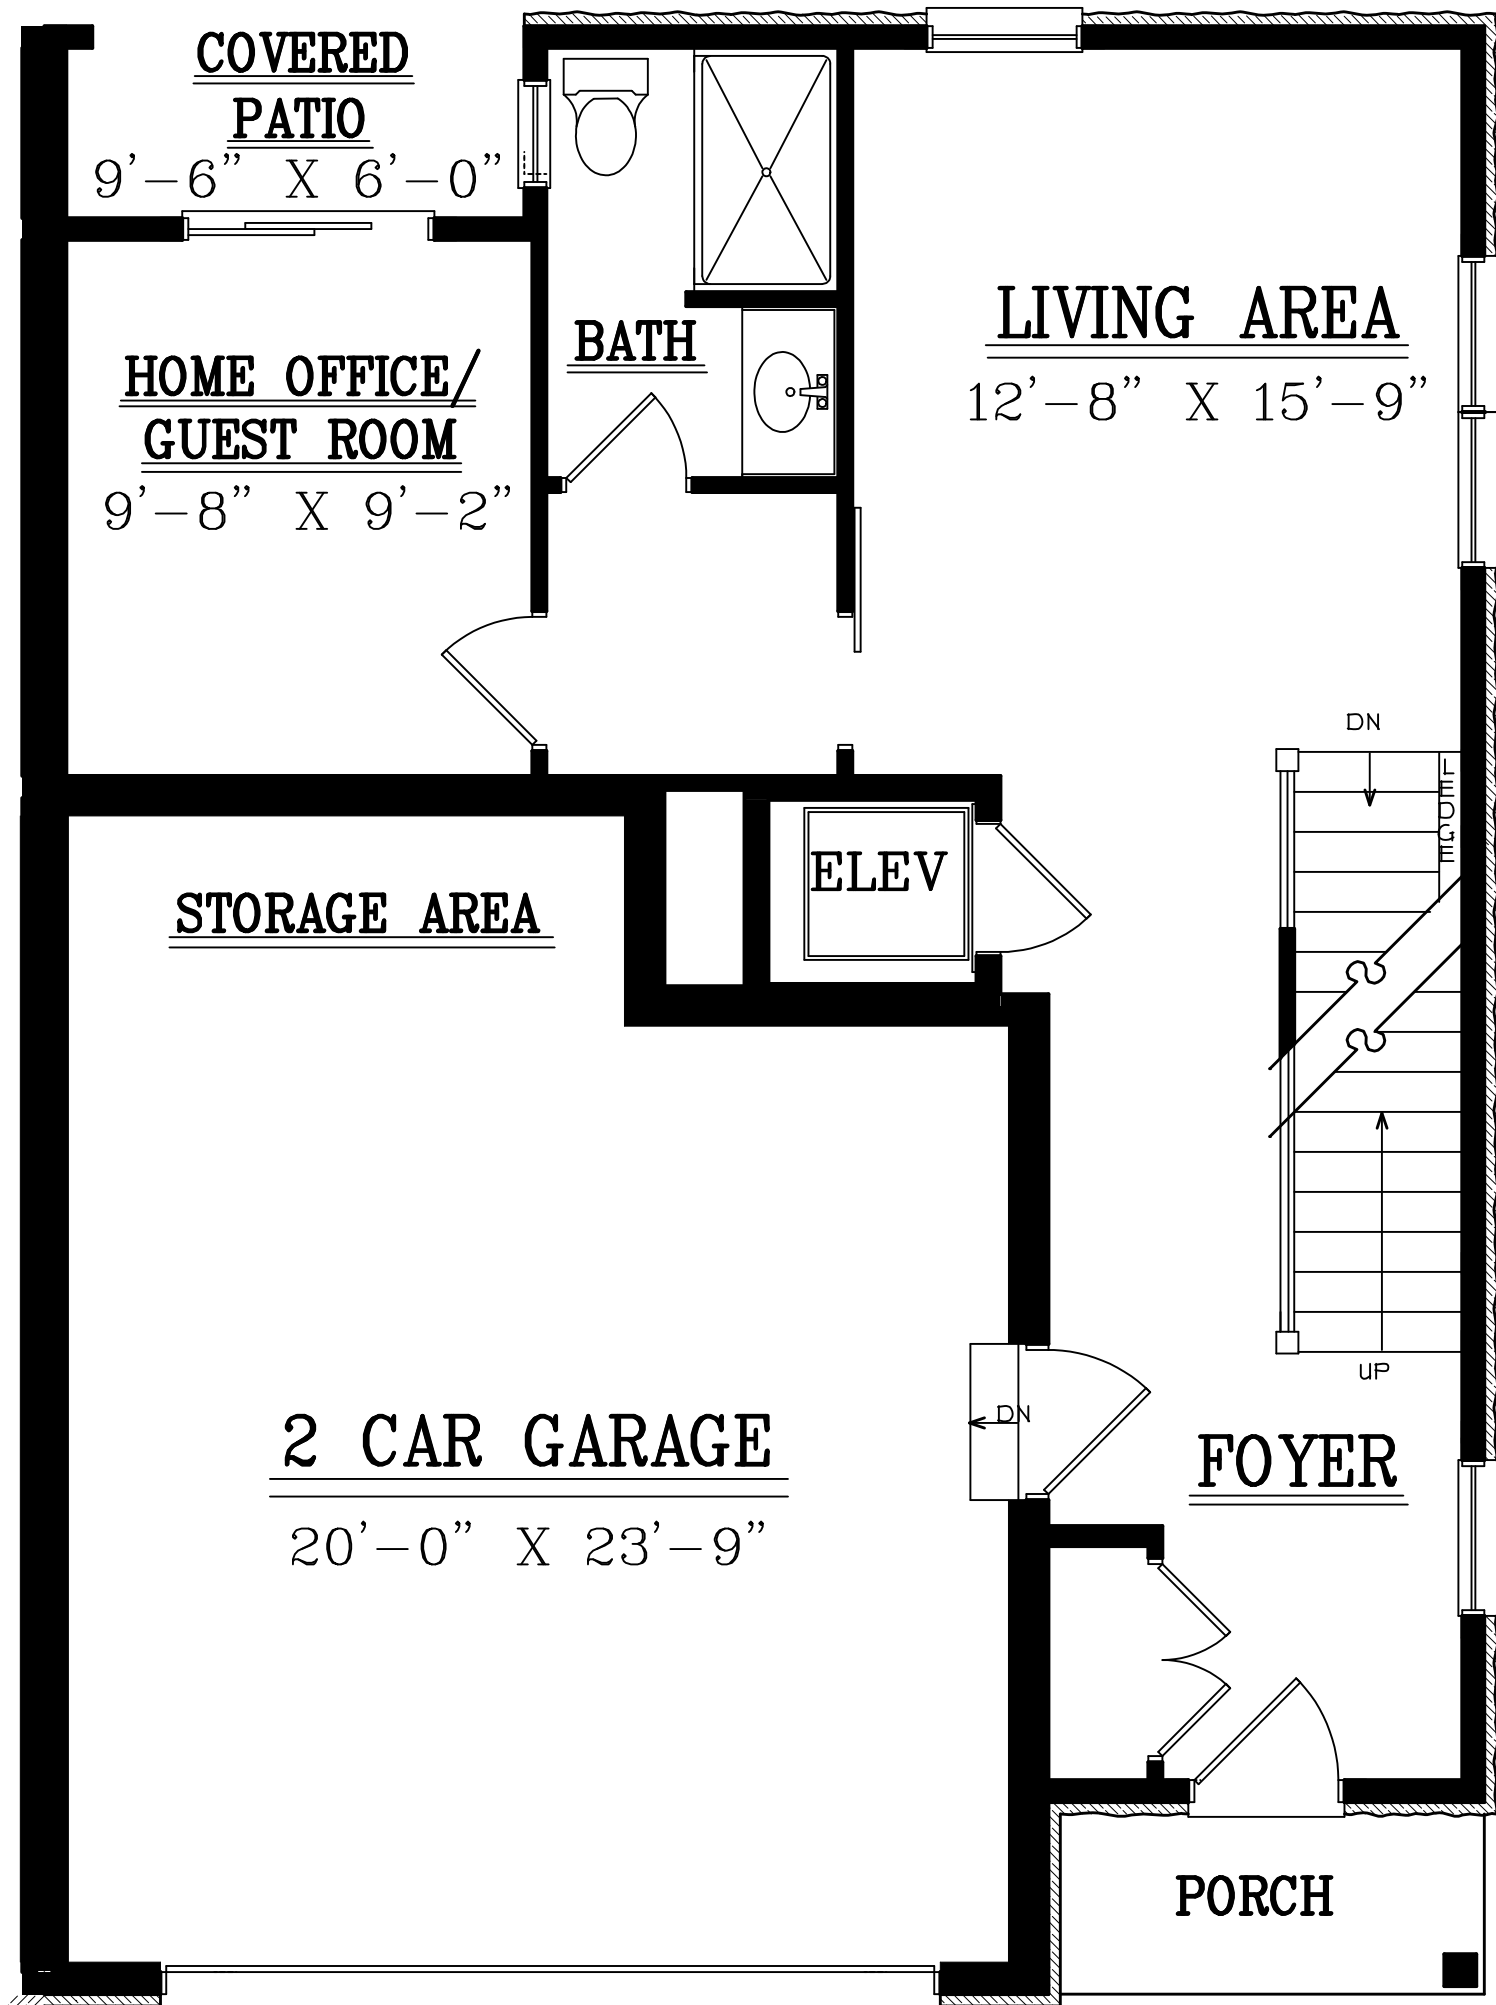 COVERED
PATIO
9'-6" X 6'-0"
BATH
LIVING AREA
12'-8" X 15'-9"
HOME OFFICE/
GUEST ROOM
9'-8" X 9'-2"
DN
LEDGE
ELEV
STORAGE AREA
UP
DN
2 CAR GARAGE
20'-0" X 23'-9"
FOYER
PORCH